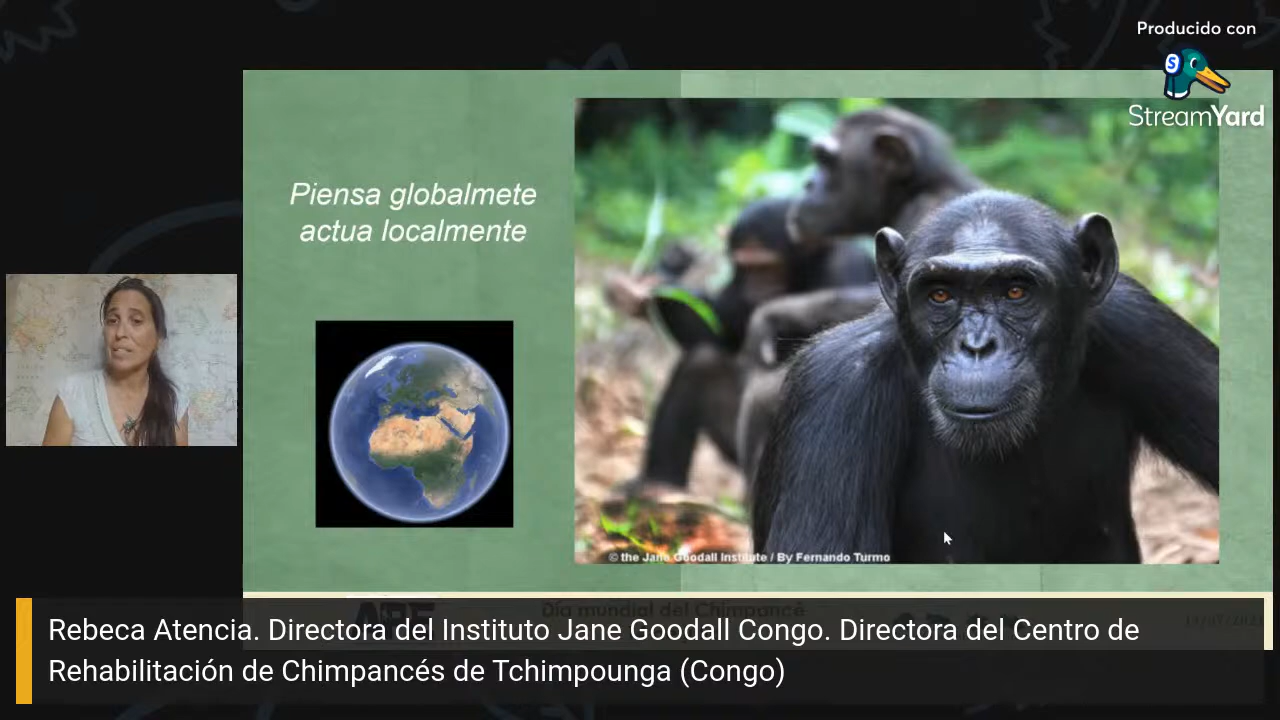 Producido con
StreamYard
Piensa globalmete
actua localmente
© the Jane Goodall Institute / By Fernando Turmo
Día mundial del Chimpancé
Rebeca Atencia. Directora del Instituto Jane Goodall Congo. Directora del Centro de
Rehabilitación de Chimpancés de Tchimpounga (Congo)